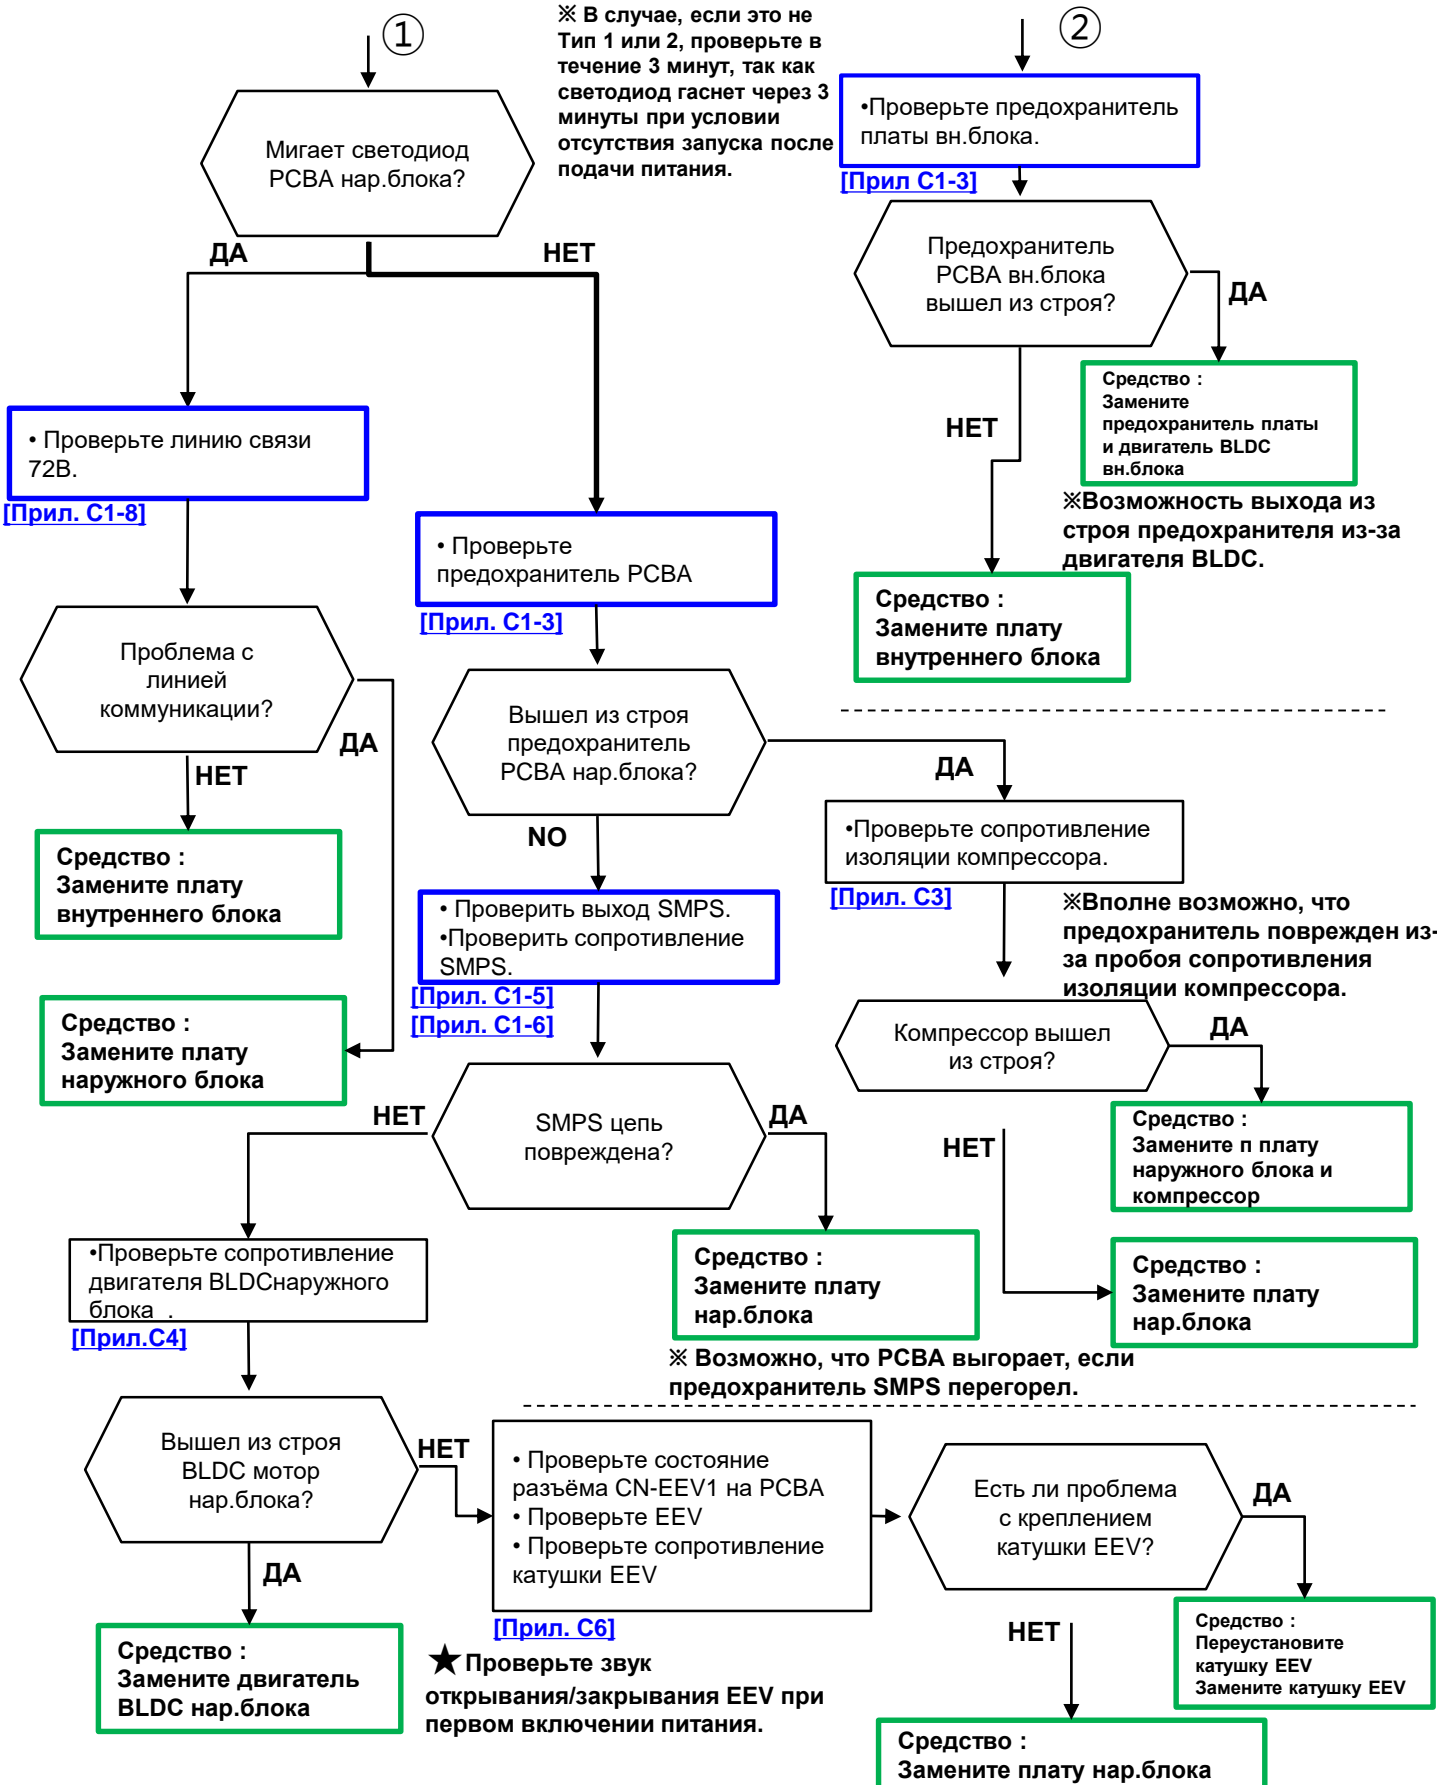 ①
※ В случае, если это не
Тип 1 или 2, проверьте в
течение 3 минут, так как
светодиод гаснет через 3
минуты при условии
отсутствия запуска после
подачи питания.
②
Мигает светодиод
PCBA нар.блока?
•Проверьте предохранитель
платы вн.блока.
[Прил C1-3]
ДА
НЕТ
Предохранитель
PCBA вн.блока
вышел из строя?
ДА
НЕТ
Средство :
Замените
предохранитель платы
и двигатель BLDC
вн.блока
※Возможность выхода из
строя предохранителя из-за
двигателя BLDC.
Средство :
Замените плату
внутреннего блока
• Проверьте линию связи
72В.
[Прил. C1-8]
• Проверьте
предохранитель PCBA
[Прил. C1-3]
Проблема с
линией
коммуникации?
ДА
НЕТ
Средство :
Замените плату
внутреннего блока
Средство :
Замените плату
наружного блока
Вышел из строя
предохранитель
PCBA нар.блока?
ДА
NO
•Проверьте сопротивление
изоляции компрессора.
[Прил. C3]
※Вполне возможно, что
предохранитель поврежден из-
за пробоя сопротивления
изоляции компрессора.
• Проверить выход SMPS.
•Проверить сопротивление
SMPS.
[Прил. C1-5]
[Прил. C1-6]
Компрессор вышел
из строя?
ДА
НЕТ
Средство :
Замените п плату
наружного блока и
компрессор
Средство :
Замените плату
нар.блока
SMPS цепь
повреждена?
НЕТ
ДА
Средство :
Замените плату
нар.блока
※ Возможно, что PCBA выгорает, если
предохранитель SMPS перегорел.
•Проверьте сопротивление
двигателя BLDCнаружного
блока .
[Прил.C4]
Вышел из строя
BLDC мотор
нар.блока?
НЕТ
ДА
Средство :
Замените двигатель
BLDC нар.блока
• Проверьте состояние
разъёма CN-EEV1 на PCBA
• Проверьте EEV
• Проверьте сопротивление
катушки EEV
[Прил. C6]
★Проверьте звук
открывания/закрывания EEV при
первом включении питания.
Есть ли проблема
с креплением
катушки EEV?
ДА
НЕТ
Средство :
Переустановите
катушку EEV
Замените катушку EEV
Средство :
Замените плату нар.блока